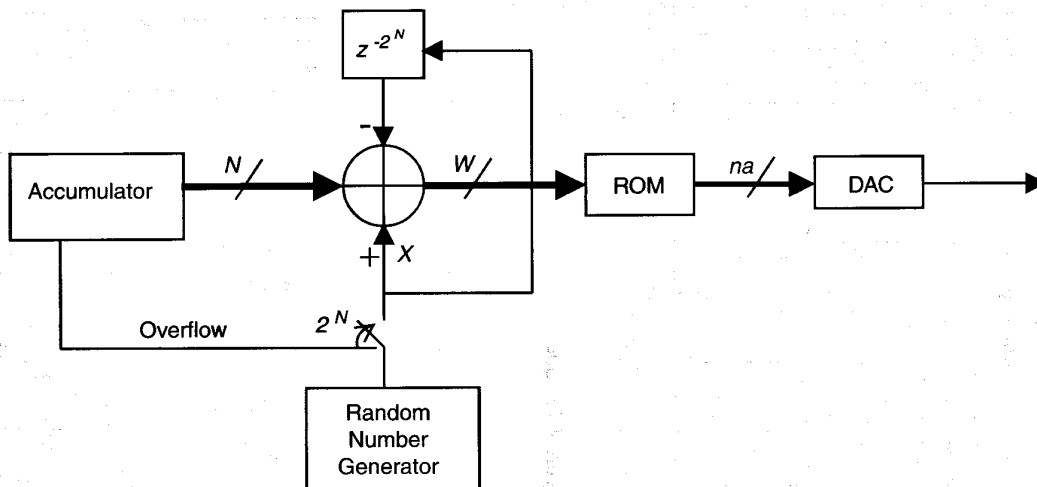 z^-2^N
-
N
W
na
Accumulator
ROM
DAC
+ X
2^N
Overflow
Random
Number
Generator